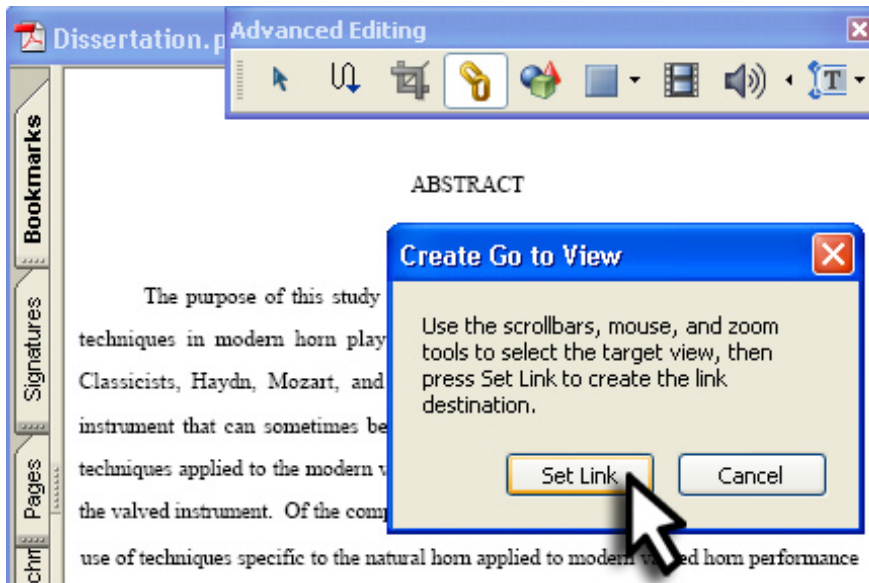 Dissertation.p
Advanced Editing
T
Bookmarks
Signatures
Pages
ABSTRACT
The purpose of this study
techniques in modern horn play
Classicists, Haydn, Mozart, and
instrument that can sometimes be
techniques applied to the modern v
the valved instrument. Of the comp
use of techniques specific to the natural horn applied to modern valved horn performance
Create Go to View
Use the scrollbars, mouse, and zoom
tools to select the target view, then
press Set Link to create the link
destination.
Set Link
Cancel